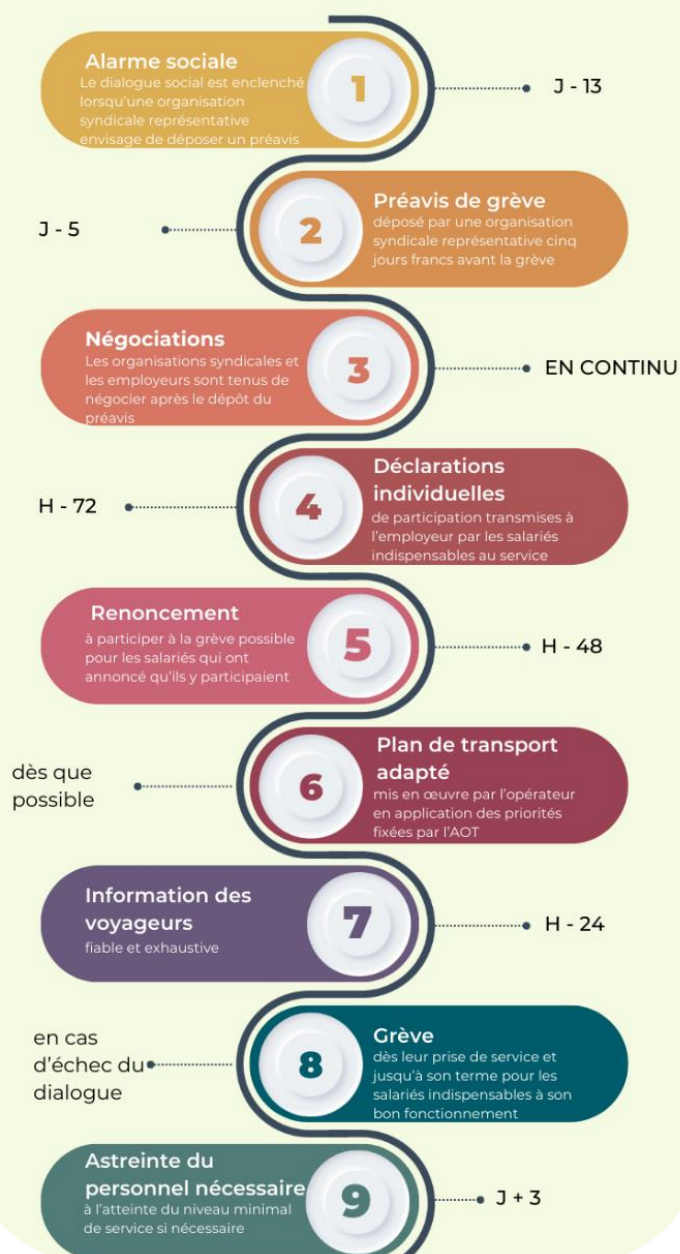 Alarme sociale
Le dialogue social est enclenché
lorsqu'une organisation
syndicale représentative
envisage de déposer un préavis
1
J - 13
J - 5
2
Préavis de grève
déposé par une organisation
syndicale représentative cinq
jours francs avant la grève
Négociations
Les organisations syndicales et
les employeurs sont tenus de
négocier après le dépôt du
préavis
3
EN CONTINU
H - 72
4
Déclarations
individuelles
de participation transmises à
l'employeur par les salariés
indispensables au service
Renoncement
à participer à la grève possible
pour les salariés qui ont
annoncé qu'ils y participaient
5
H - 48
dès que
possible
6
Plan de transport
adapté
mis en œuvre par l'opérateur
en application des priorités
fixées par l'AOT
Information des
voyageurs
fiable et exhaustive
7
H - 24
en cas
d'échec du
dialogue
8
Grève
dès leur prise de service et
jusqu'à son terme pour les
salariés indispensables à son
bon fonctionnement
Astreinte du
personnel nécessaire
à l'atteinte du niveau minimal
de service si nécessaire
9
J + 3